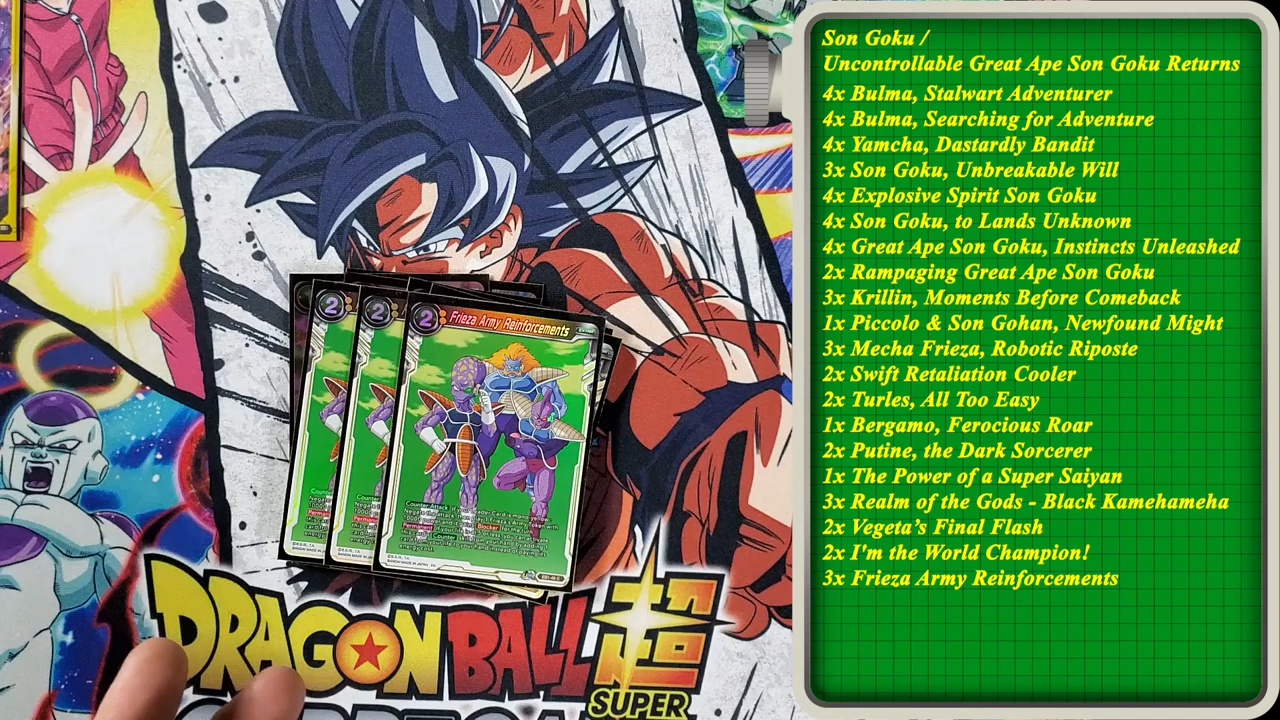 Son Goku /
Uncontrollable Great Ape Son Goku Returns
4x Bulma, Stalwart Adventurer
4x Bulma, Searching for Adventure
4x Yamcha, Dastardly Bandit
3x Son Goku, Unbreakable Will
4x Explosive Spirit Son Goku
4x Son Goku, to Lands Unknown
4x Great Ape Son Goku, Instincts Unleashed
2x Rampaging Great Ape Son Goku
3x Krillin, Moments Before Comeback
1x Piccolo & Son Gohan, Newfound Might
3x Mecha Frieza, Robotic Riposte
2x Swift Retaliation Cooler
2x Turles, All Too Easy
1x Bergamo, Ferocious Roar
2x Putine, the Dark Sorcerer
1x The Power of a Super Saiyan
3x Realm of the Gods - Black Kamehameha
2x Vegeta's Final Flash
2x I'm the World Champion!
3x Frieza Army Reinforcements
2
2
2
Frieza Army Reinforcements
DRAGON BALL
超
SUPER